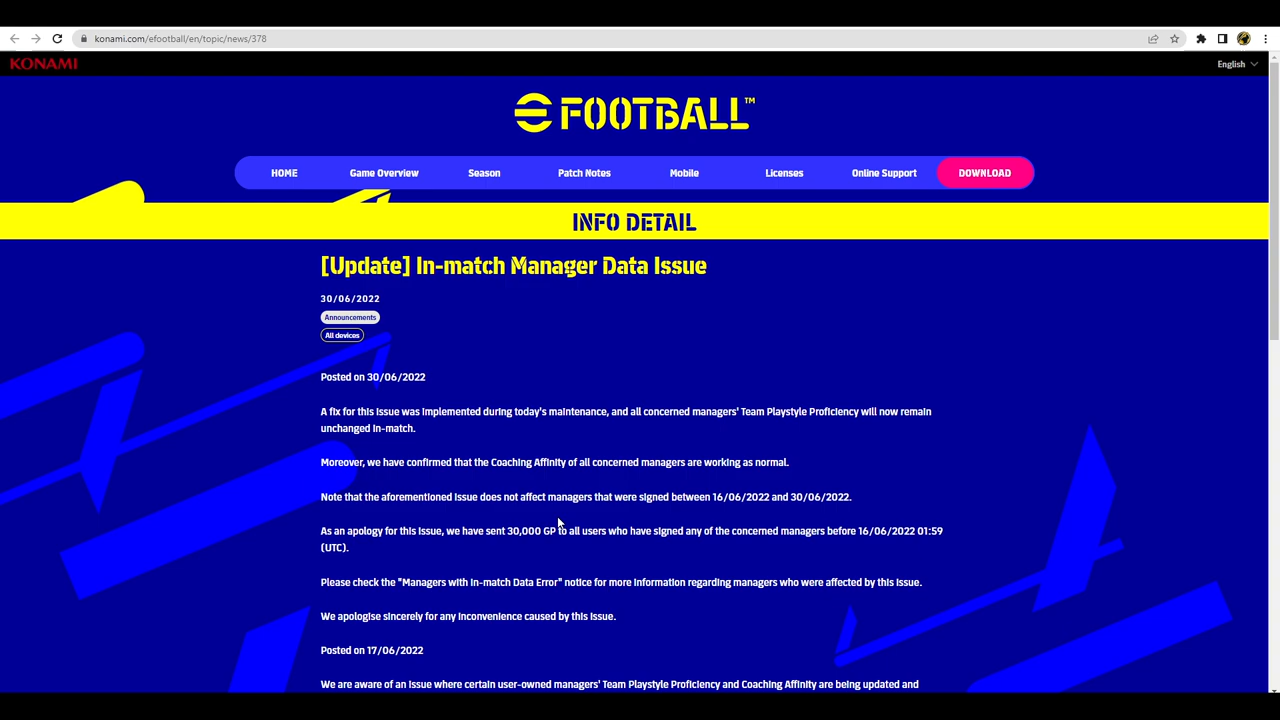 konami.com/efootball/en/topic/news/378
KONAMI
English
FOOTBALL™
HOME
Game Overview
Season
Patch Notes
Mobile
Licenses
Online Support
DOWNLOAD
INFO DETAIL
[Update] In-match Manager Data Issue
30/06/2022
Announcements
All devices
Posted on 30/06/2022
A fix for this issue was implemented during today's maintenance, and all concerned managers' Team Playstyle Proficiency will now remain
unchanged in-match.
Moreover, we have confirmed that the Coaching Affinity of all concerned managers are working as normal.
Note that the aforementioned issue does not affect managers that were signed between 16/06/2022 and 30/06/2022.
As an apology for this issue, we have sent 30,000 GP to all users who have signed any of the concerned managers before 16/06/2022 01:59
(UTC).
Please check the "Managers with In-match Data Error" notice for more information regarding managers who were affected by this issue.
We apologise sincerely for any inconvenience caused by this issue.
Posted on 17/06/2022
We are aware of an issue where certain user-owned managers' Team Playstyle Proficiency and Coaching Affinity are being updated and